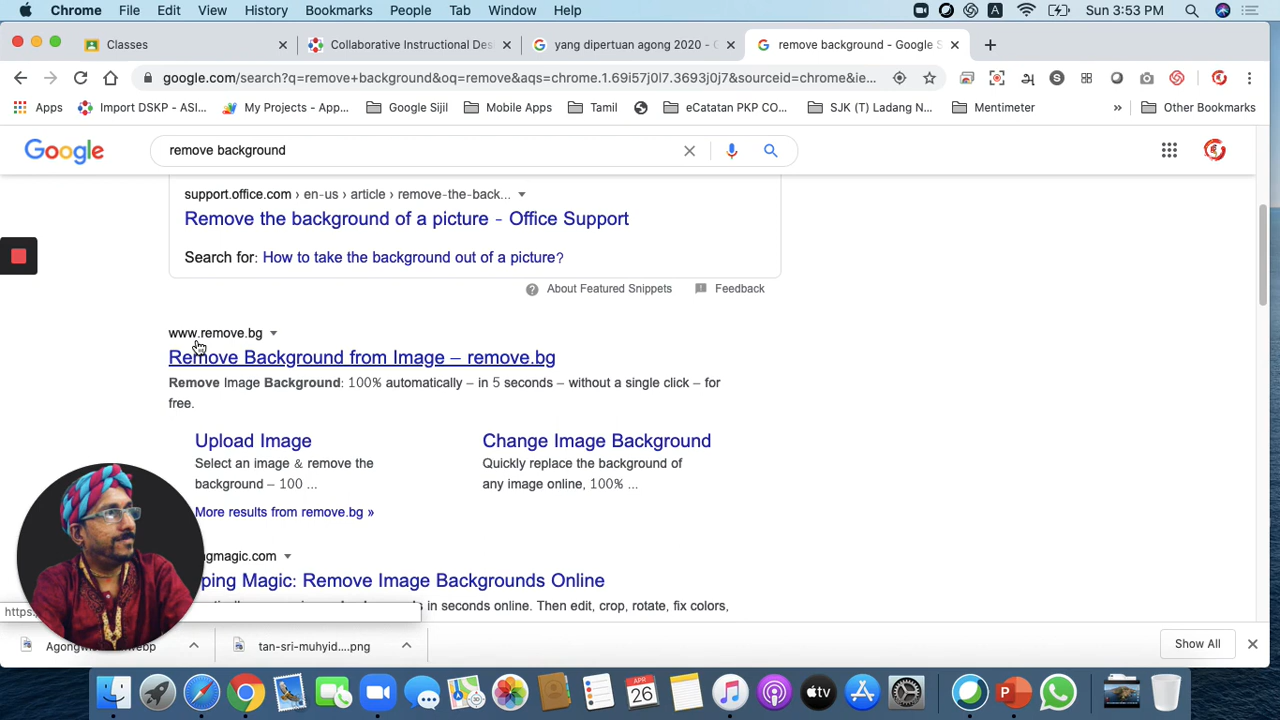 Chrome File Edit View History Bookmarks People Tab Window Help A Sun 3:53 PM
Classes Collaborative Instructional Des yang dipertuan agong 2020 - G remove background - Google S
google.com/search?q=remove+background&oq=remove&aqs=chrome.1.69i57j0l7.3693j0j7&sourceid=chrome&ie...
Apps Import DSKP - ASI... My Projects - App... Google Sijil Mobile Apps Tamil eCatatan PKP CO... SJK (T) Ladang N... Mentimeter » Other Bookmarks
Google remove background
support.office.com › en-us › article › remove-the-back...
Remove the background of a picture - Office Support
Search for: How to take the background out of a picture?
About Featured Snippets Feedback
www.remove.bg
Remove Background from Image – remove.bg
Remove Image Background: 100% automatically – in 5 seconds – without a single click – for
free.
Upload Image Change Image Background
Select an image & remove the Quickly replace the background of
background – 100 ... any image online, 100% ...
More results from remove.bg »
gmagic.com
ping Magic: Remove Image Backgrounds Online
in seconds online. Then edit, crop, rotate, fix colors,
https:
Agong webp tan-sri-muhyid....png Show All
APR
26
tv